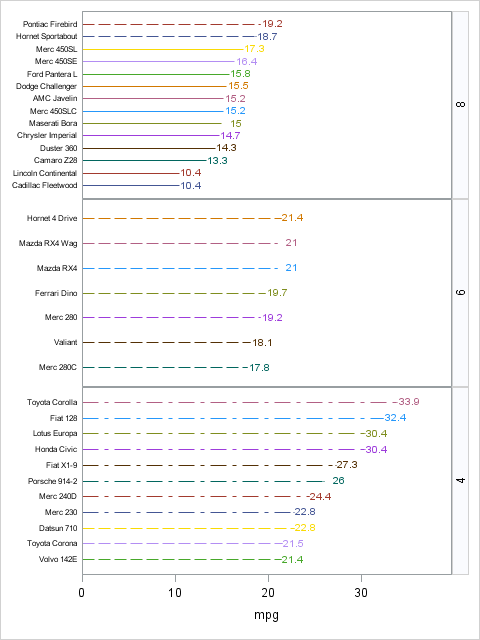 Pontiac Firebird 19.2
Hornet Sportabout 18.7
Merc 450SL 17.3
Merc 450SE 16.4
Ford Pantera L 15.8
Dodge Challenger 15.5
AMC Javelin 15.2
Merc 450SLC 15.2
Maserati Bora 15
Chrysler Imperial 14.7
Duster 360 14.3
Camaro Z28 13.3
Lincoln Continental 10.4
Cadillac Fleetwood 10.4
8
Hornet 4 Drive 21.4
Mazda RX4 Wag 21
Mazda RX4 21
Ferrari Dino 19.7
Merc 280 19.2
Valiant 18.1
Merc 280C 17.8
6
Toyota Corolla 33.9
Fiat 128 32.4
Lotus Europa 30.4
Honda Civic 30.4
Fiat X1-9 27.3
Porsche 914-2 26
Merc 240D 24.4
Merc 230 22.8
Datsun 710 22.8
Toyota Corona 21.5
Volvo 142E 21.4
4
0 10 20 30
mpg